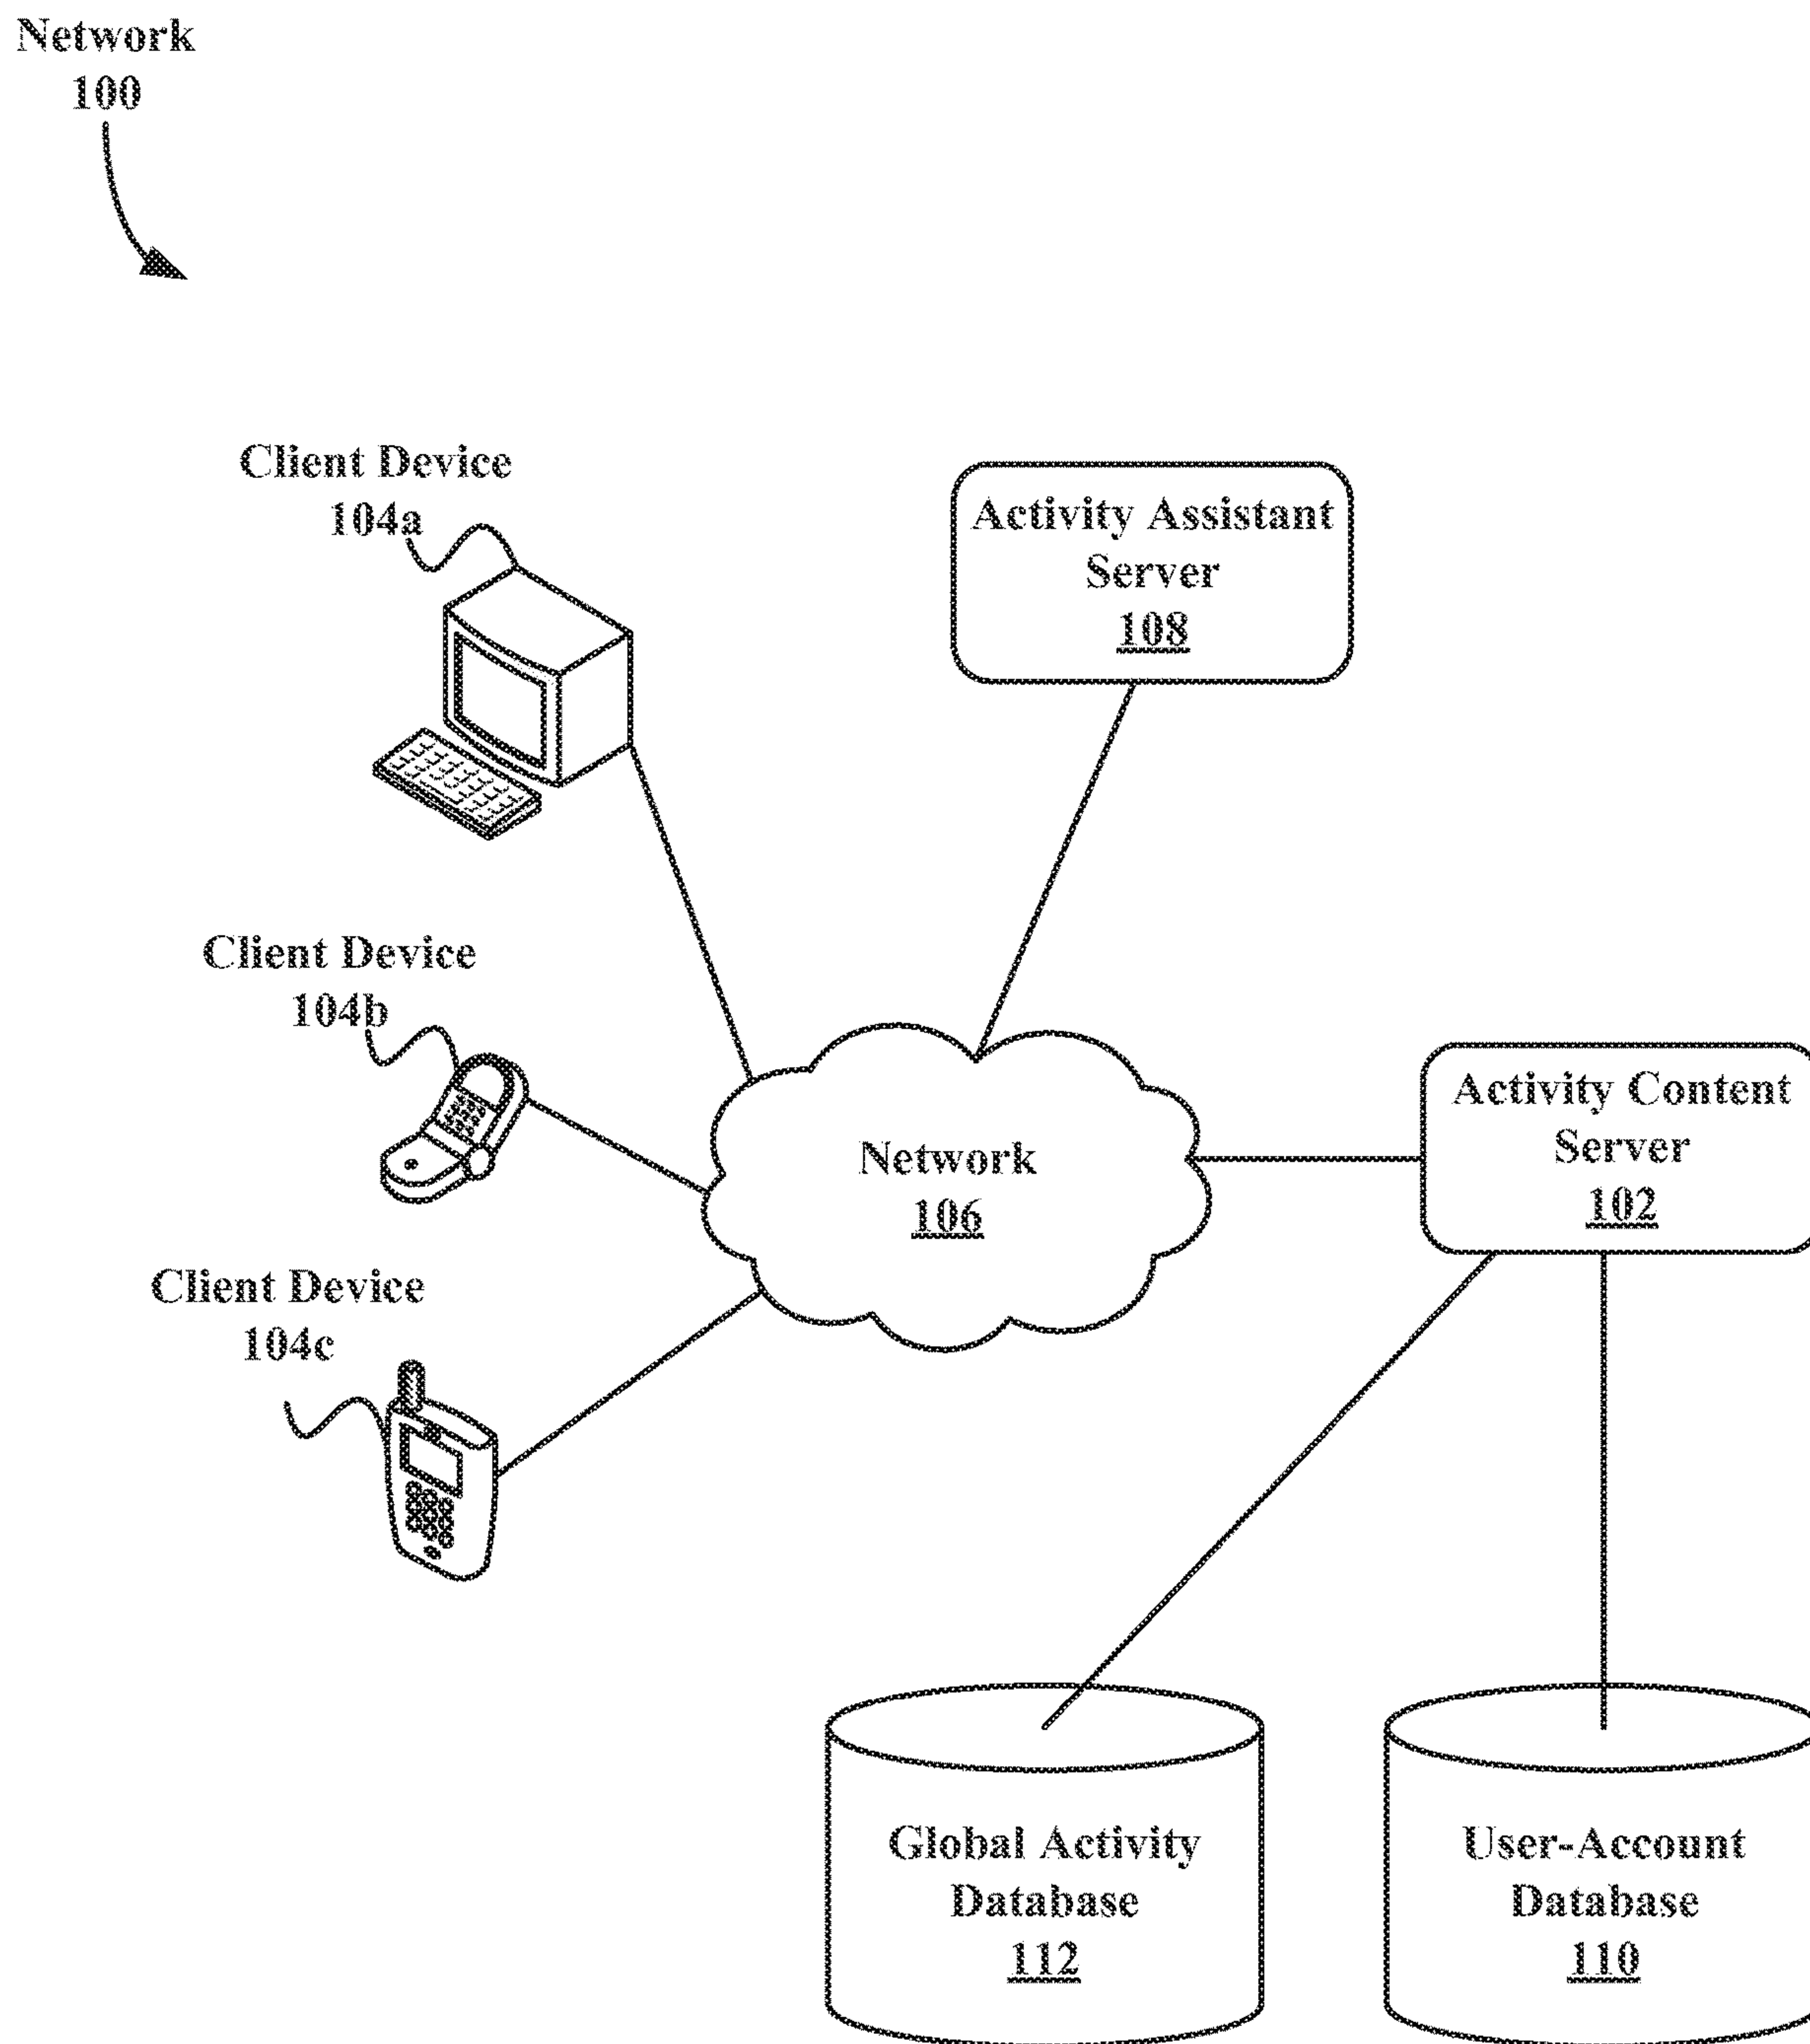 Network
100
Client Device
104a
Activity Assistant
Server
108
Client Device
104b
Activity Content
Server
102
Network
106
Client Device
104c
Global Activity
Database
112
User-Account
Database
110